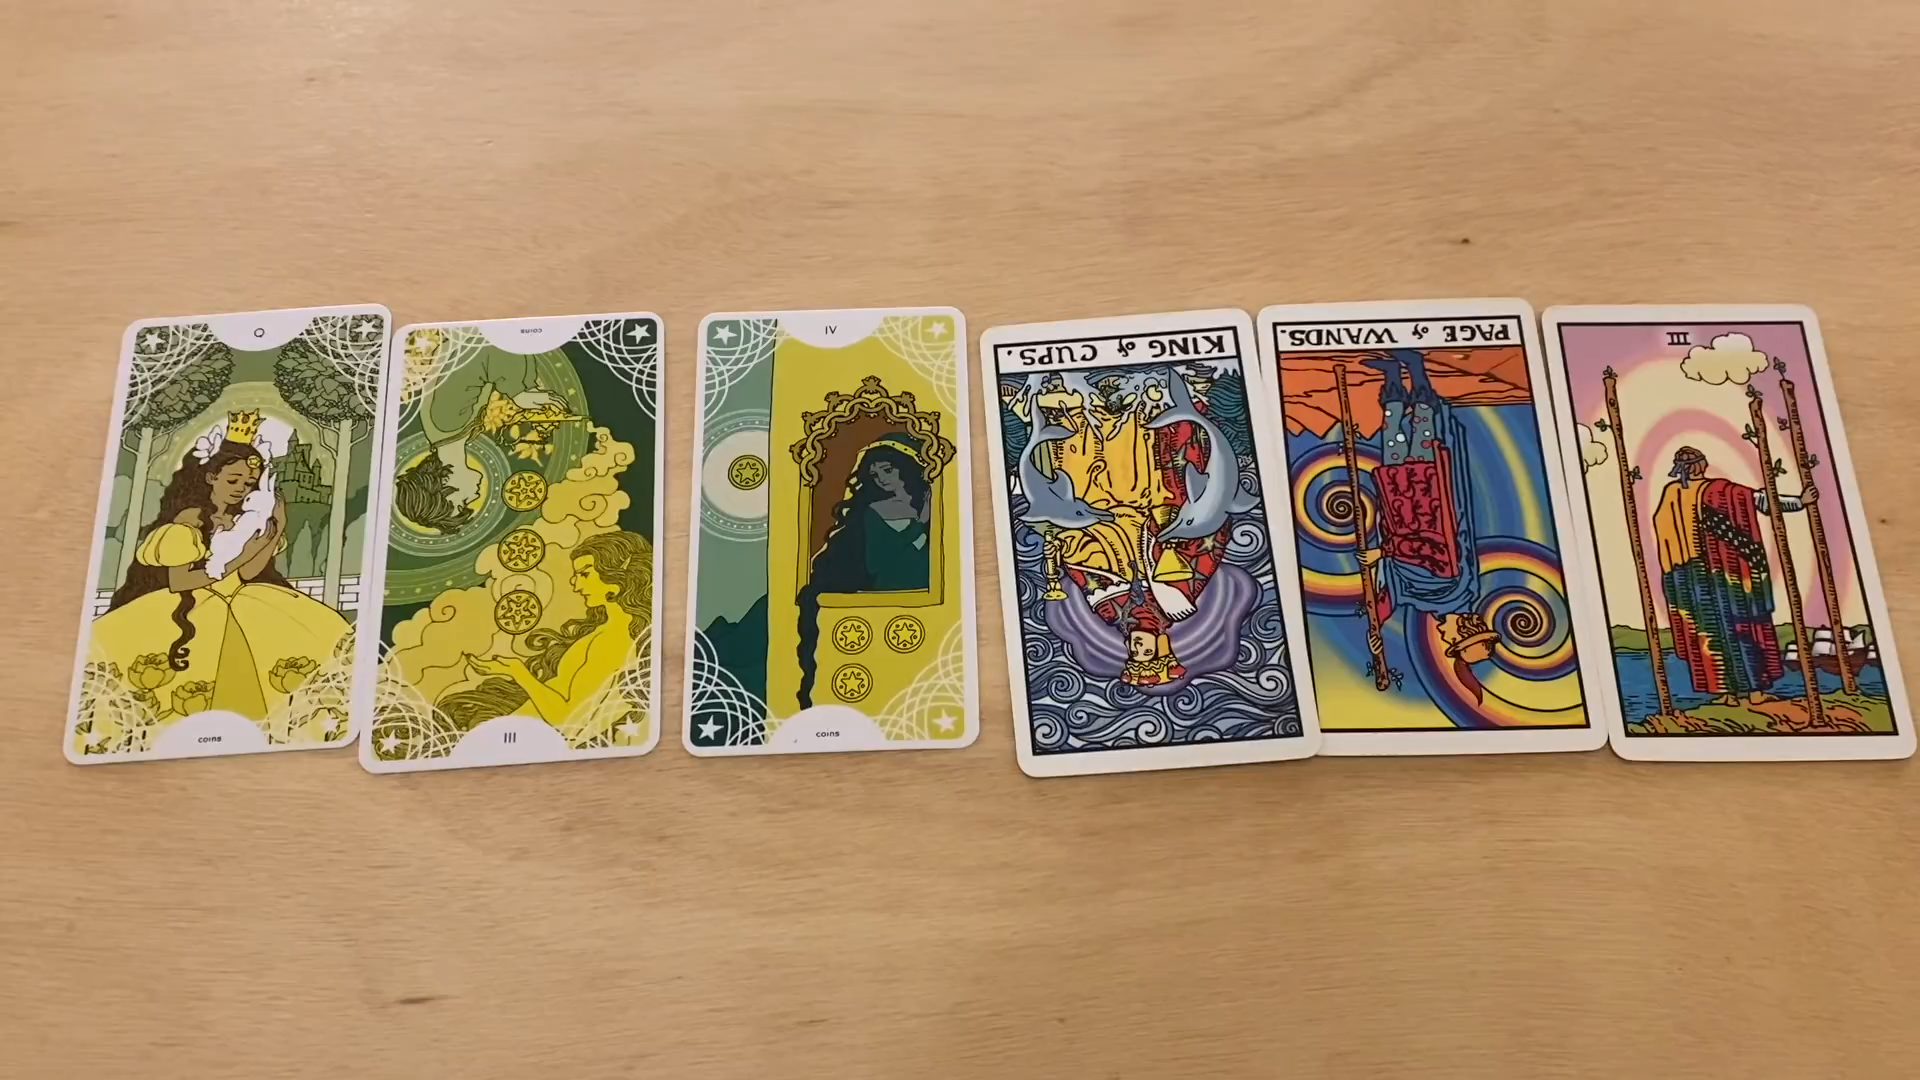 Q
coins
coins
III
IV
coins
KING of CUPS.
PAGE of WANDS.
III